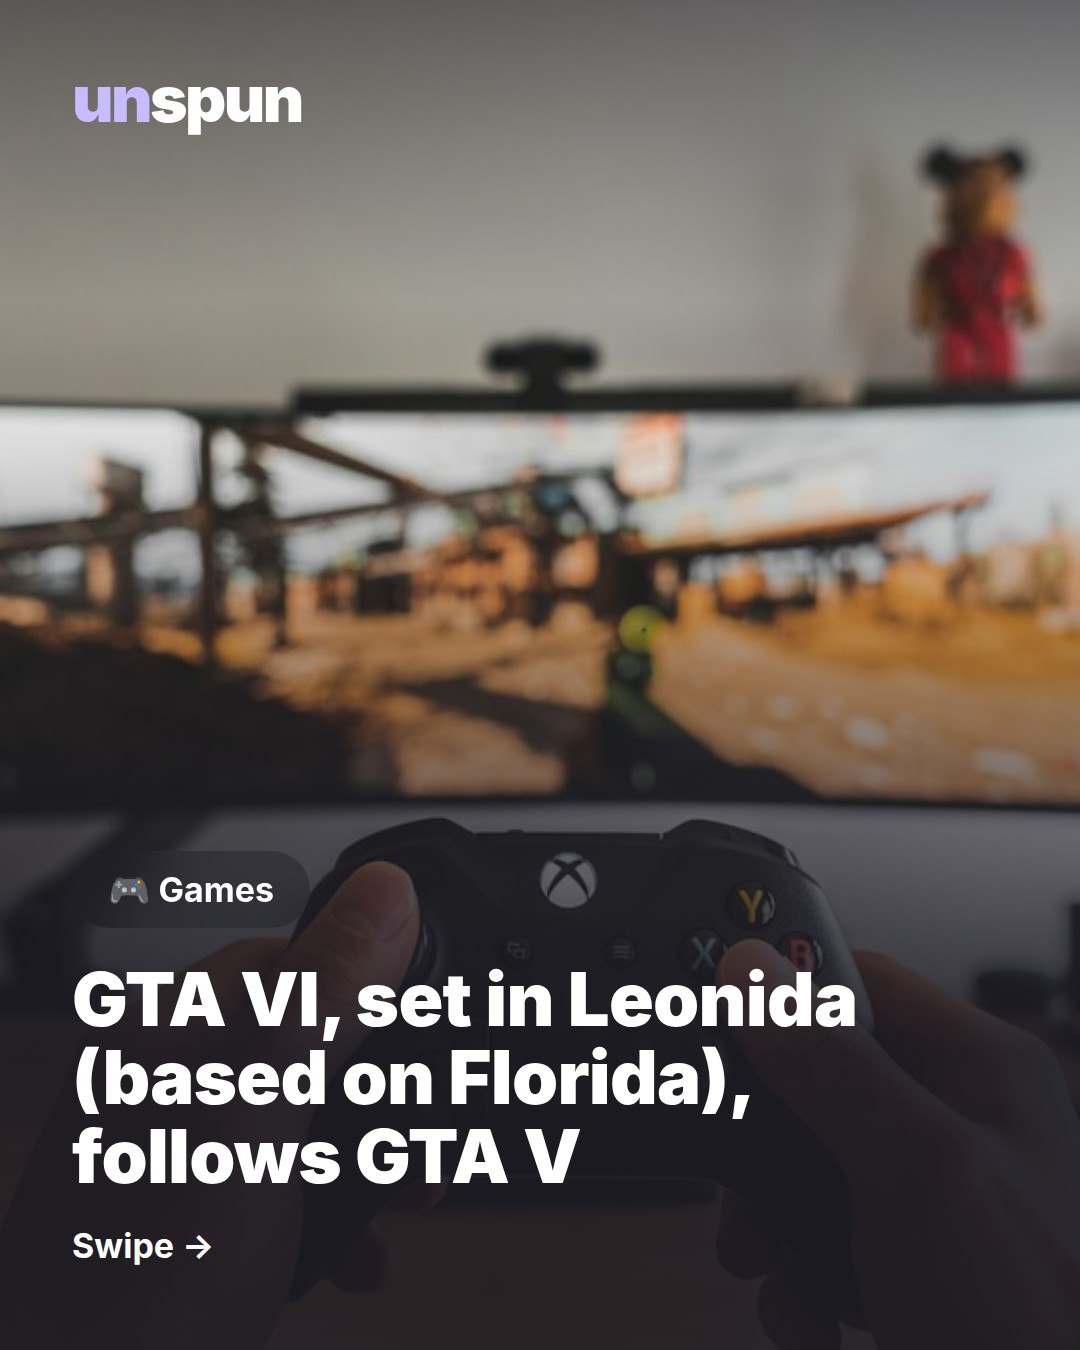 unspun
Y
X
B
🎮 Games
GTA VI, set in Leonida
(based on Florida),
follows GTA V
Swipe →